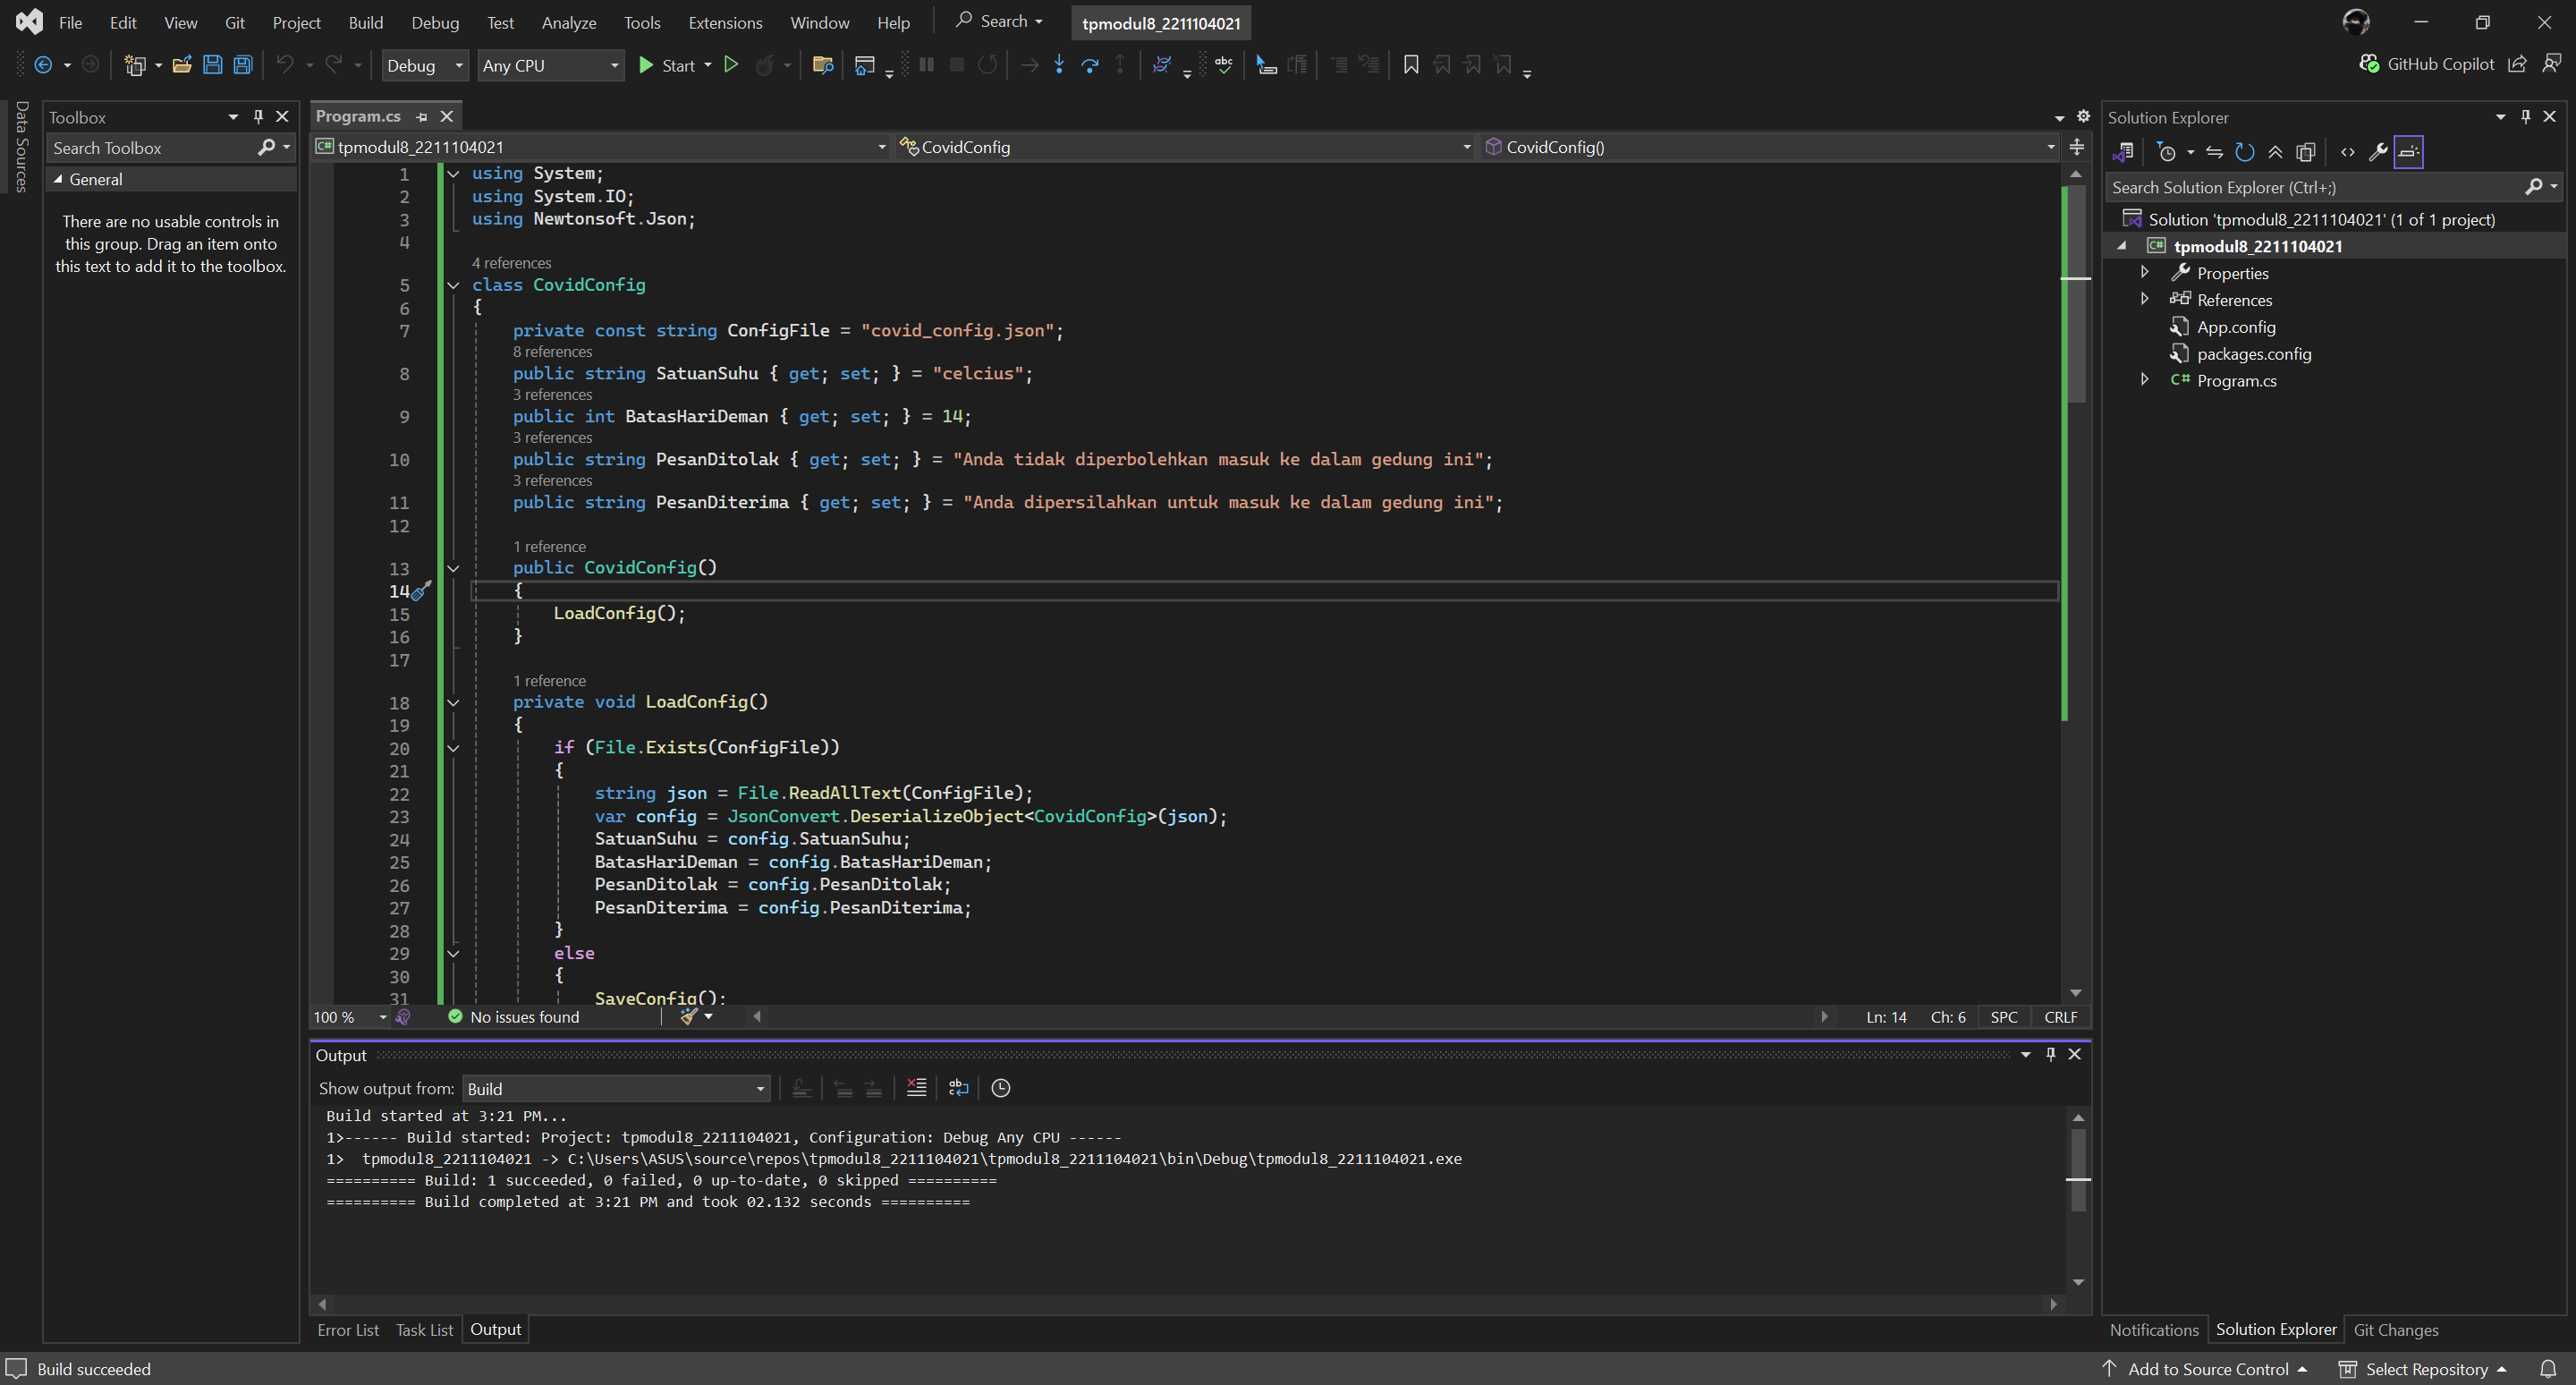 File Edit View Git Project Build Debug Test Analyze Tools Extensions Window Help Search tpmodul8_2211104021
Debug Any CPU Start GitHub Copilot
Data Sources
Toolbox
Search Toolbox
General
There are no usable controls in
this group. Drag an item onto
this text to add it to the toolbox.
Program.cs
tpmodul8_2211104021 CovidConfig CovidConfig()
1 using System;
2 using System.IO;
3 using Newtonsoft.Json;
4
4 references
5 class CovidConfig
6 {
7 private const string ConfigFile = "covid_config.json";
8 references
8 public string SatuanSuhu { get; set; } = "celcius";
3 references
9 public int BatasHariDeman { get; set; } = 14;
3 references
10 public string PesanDitolak { get; set; } = "Anda tidak diperbolehkan masuk ke dalam gedung ini";
3 references
11 public string PesanDiterima { get; set; } = "Anda dipersilahkan untuk masuk ke dalam gedung ini";
12
1 reference
13 public CovidConfig()
14 {
15 LoadConfig();
16 }
17
1 reference
18 private void LoadConfig()
19 {
20 if (File.Exists(ConfigFile))
21 {
22 string json = File.ReadAllText(ConfigFile);
23 var config = JsonConvert.DeserializeObject<CovidConfig>(json);
24 SatuanSuhu = config.SatuanSuhu;
25 BatasHariDeman = config.BatasHariDeman;
26 PesanDitolak = config.PesanDitolak;
27 PesanDiterima = config.PesanDiterima;
28 }
29 else
30 {
31 SaveConfig();
100 % No issues found Ln: 14 Ch: 6 SPC CRLF
Output
Show output from: Build
Build started at 3:21 PM...
1>------ Build started: Project: tpmodul8_2211104021, Configuration: Debug Any CPU ------
1>  tpmodul8_2211104021 -> C:\Users\ASUS\source\repos\tpmodul8_2211104021\tpmodul8_2211104021\bin\Debug\tpmodul8_2211104021.exe
========== Build: 1 succeeded, 0 failed, 0 up-to-date, 0 skipped ==========
========== Build completed at 3:21 PM and took 02.132 seconds ==========
Error List Task List Output
Solution Explorer
Search Solution Explorer (Ctrl+;)
Solution 'tpmodul8_2211104021' (1 of 1 project)
C# tpmodul8_2211104021
Properties
References
App.config
packages.config
C# Program.cs
Notifications Solution Explorer Git Changes
Build succeeded Add to Source Control Select Repository